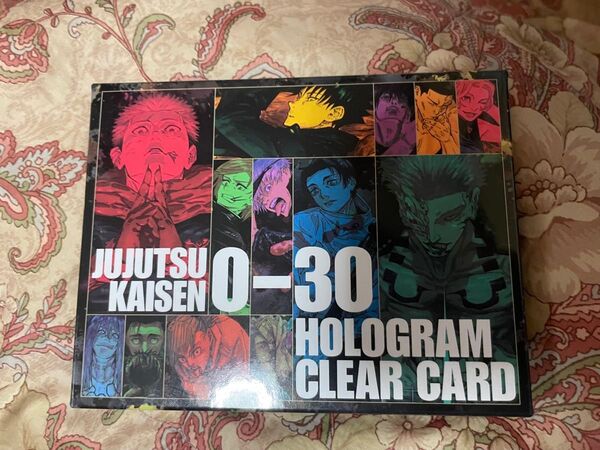 JUJUTSU
KAISEN 0-30
HOLOGRAM
CLEAR CARD